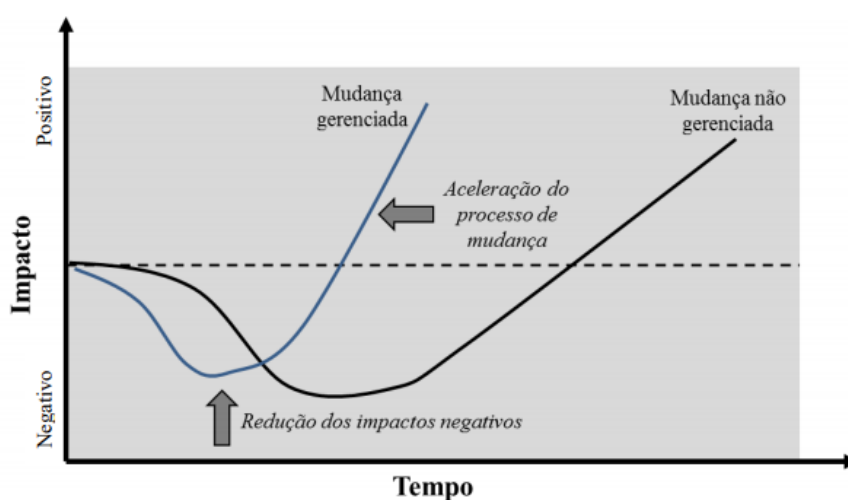 Mudança
gerenciada
Mudança não
gerenciada
Aceleração do
processo de
mudança
Redução dos impactos negativos
Positivo
Impacto
Negativo
Tempo